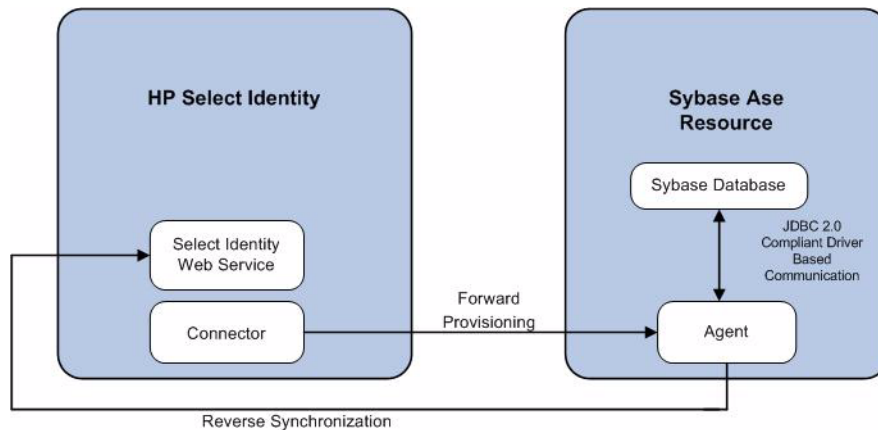 HP Select Identity
Sybase Ase
Resource
Sybase Database
JDBC 2.0
Compliant Driver
Based
Communication
Select Identity
Web Service
Forward
Provisioning
Connector
Agent
Reverse Synchronization